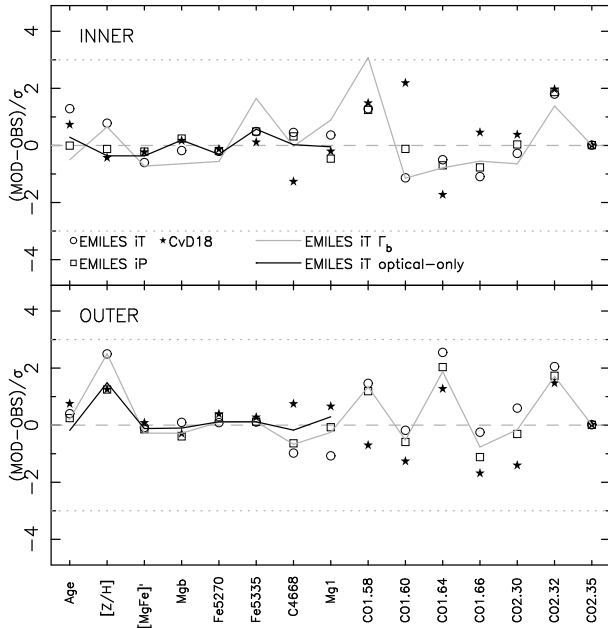 INNER
4
2
0
−2
−4
(MOD−OBS)/σ
EMILES iT
CvD18
EMILES iT Γb
EMILES iP
EMILES iT optical−only
OUTER
4
2
0
−2
−4
(MOD−OBS)/σ
Age
[Z/H]
[MgFe]'
Mgb
Fe5270
Fe5335
C4668
Mg1
CO1.58
CO1.60
CO1.64
CO1.66
CO2.30
CO2.32
CO2.35